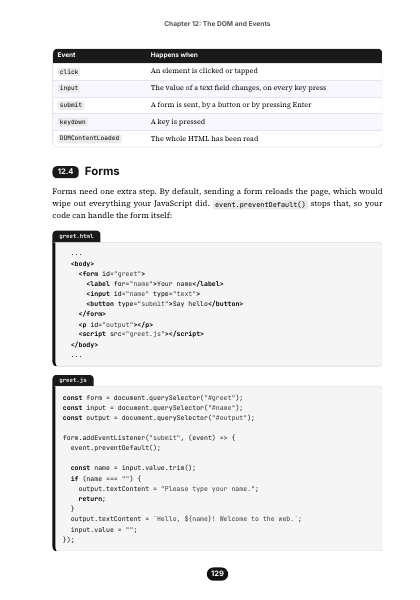 Chapter 12: The DOM and Events
Event Happens when
click An element is clicked or tapped
input The value of a text field changes, on every key press
submit A form is sent, by a button or by pressing Enter
keydown A key is pressed
DOMContentLoaded The whole HTML has been read
12.4 Forms
Forms need one extra step. By default, sending a form reloads the page, which would
wipe out everything your JavaScript did. event.preventDefault() stops that, so your
code can handle the form itself:
greet.html
...
<body>
<form id="greet">
<label for="name">Your name</label>
<input id="name" type="text">
<button type="submit">Say hello</button>
</form>
<p id="output"></p>
<script src="greet.js"></script>
</body>
...
greet.js
const form = document.querySelector("#greet");
const input = document.querySelector("#name");
const output = document.querySelector("#output");
form.addEventListener("submit", (event) => {
event.preventDefault();
const name = input.value.trim();
if (name === "") {
output.textContent = "Please type your name.";
return;
}
output.textContent = `Hello, ${name}! Welcome to the web.`;
input.value = "";
});
129